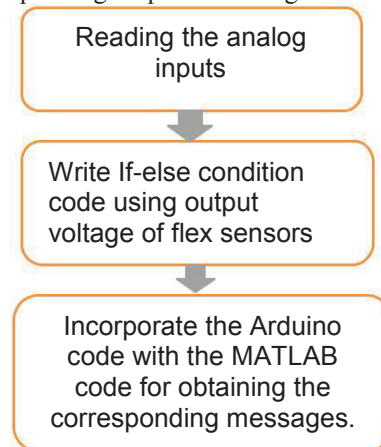 Reading the analog
inputs
Write If-else condition
code using output
voltage of flex sensors
Incorporate the Arduino
code with the MATLAB
code for obtaining the
corresponding messages.